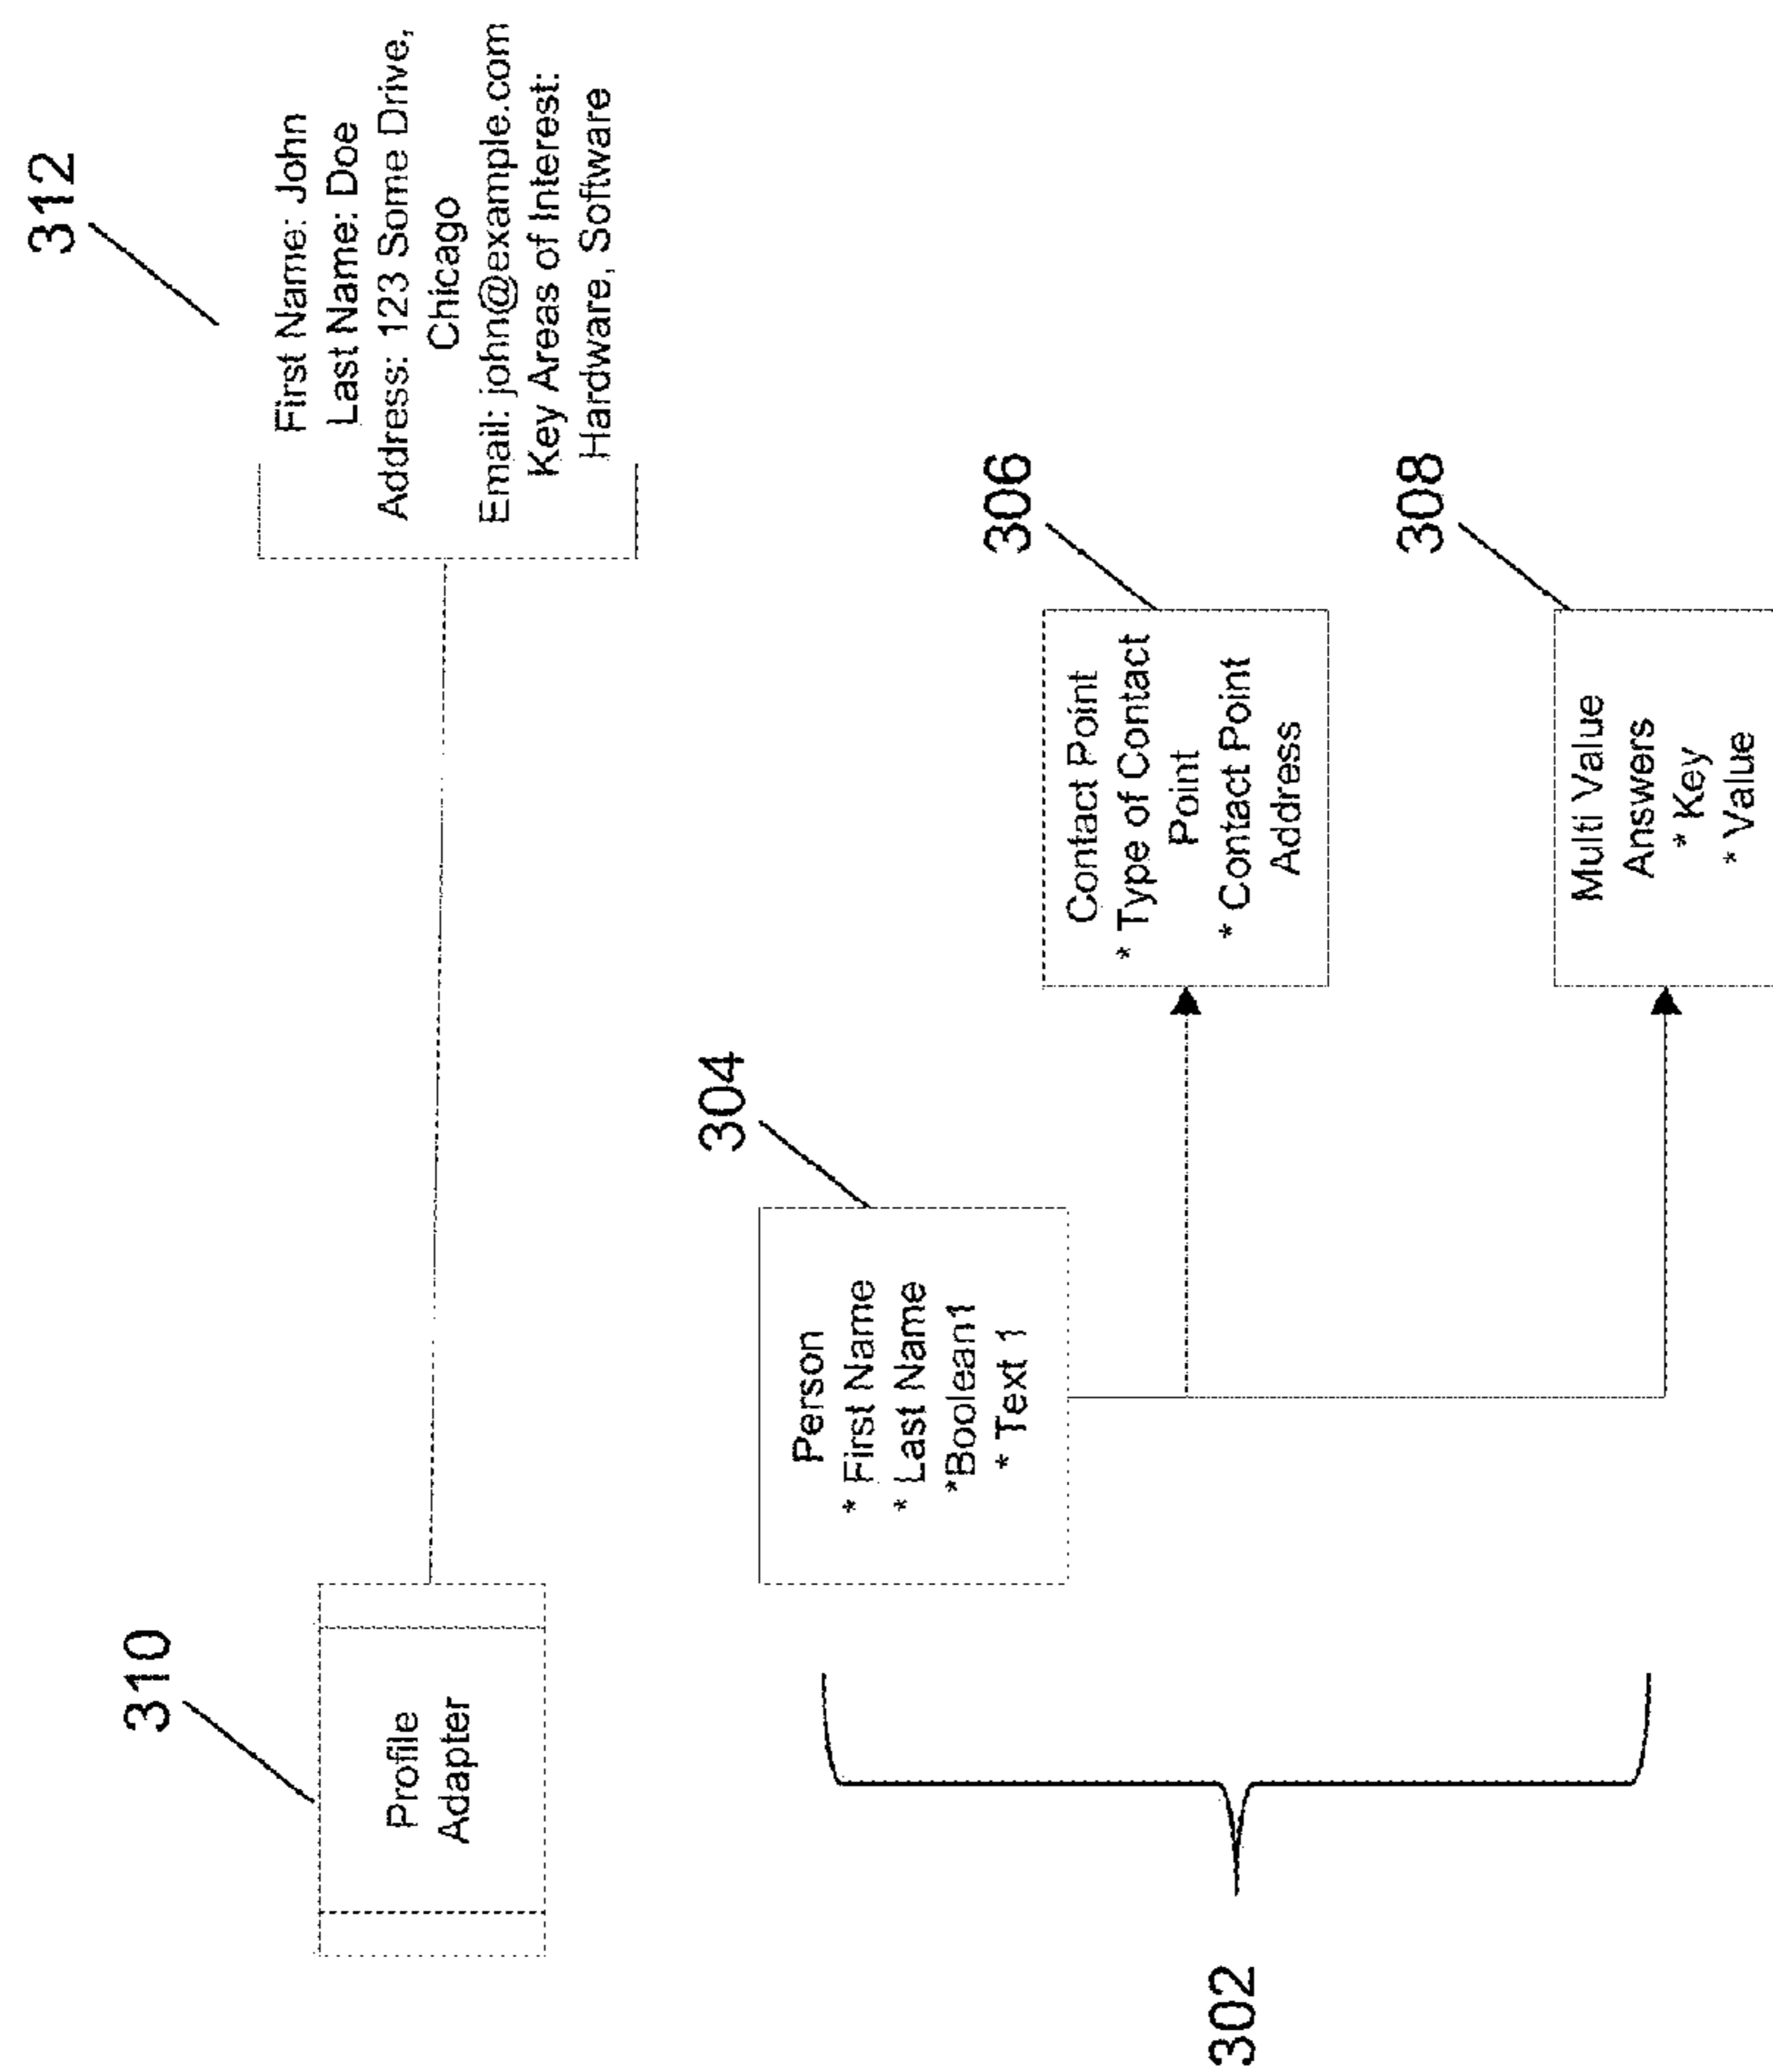 312
First Name: John
Last Name: Doe
Address: 123 Some Drive,
Chicago
Email: john@example.com
Key Areas of Interest:
Hardware, Software
310
Profile
Adapter
304
Person
* First Name
* Last Name
*Boolean1
* Text 1
306
Contact Point
* Type of Contact
Point
* Contact Point
Address
308
Multi Value
Answers
* Key
* Value
302